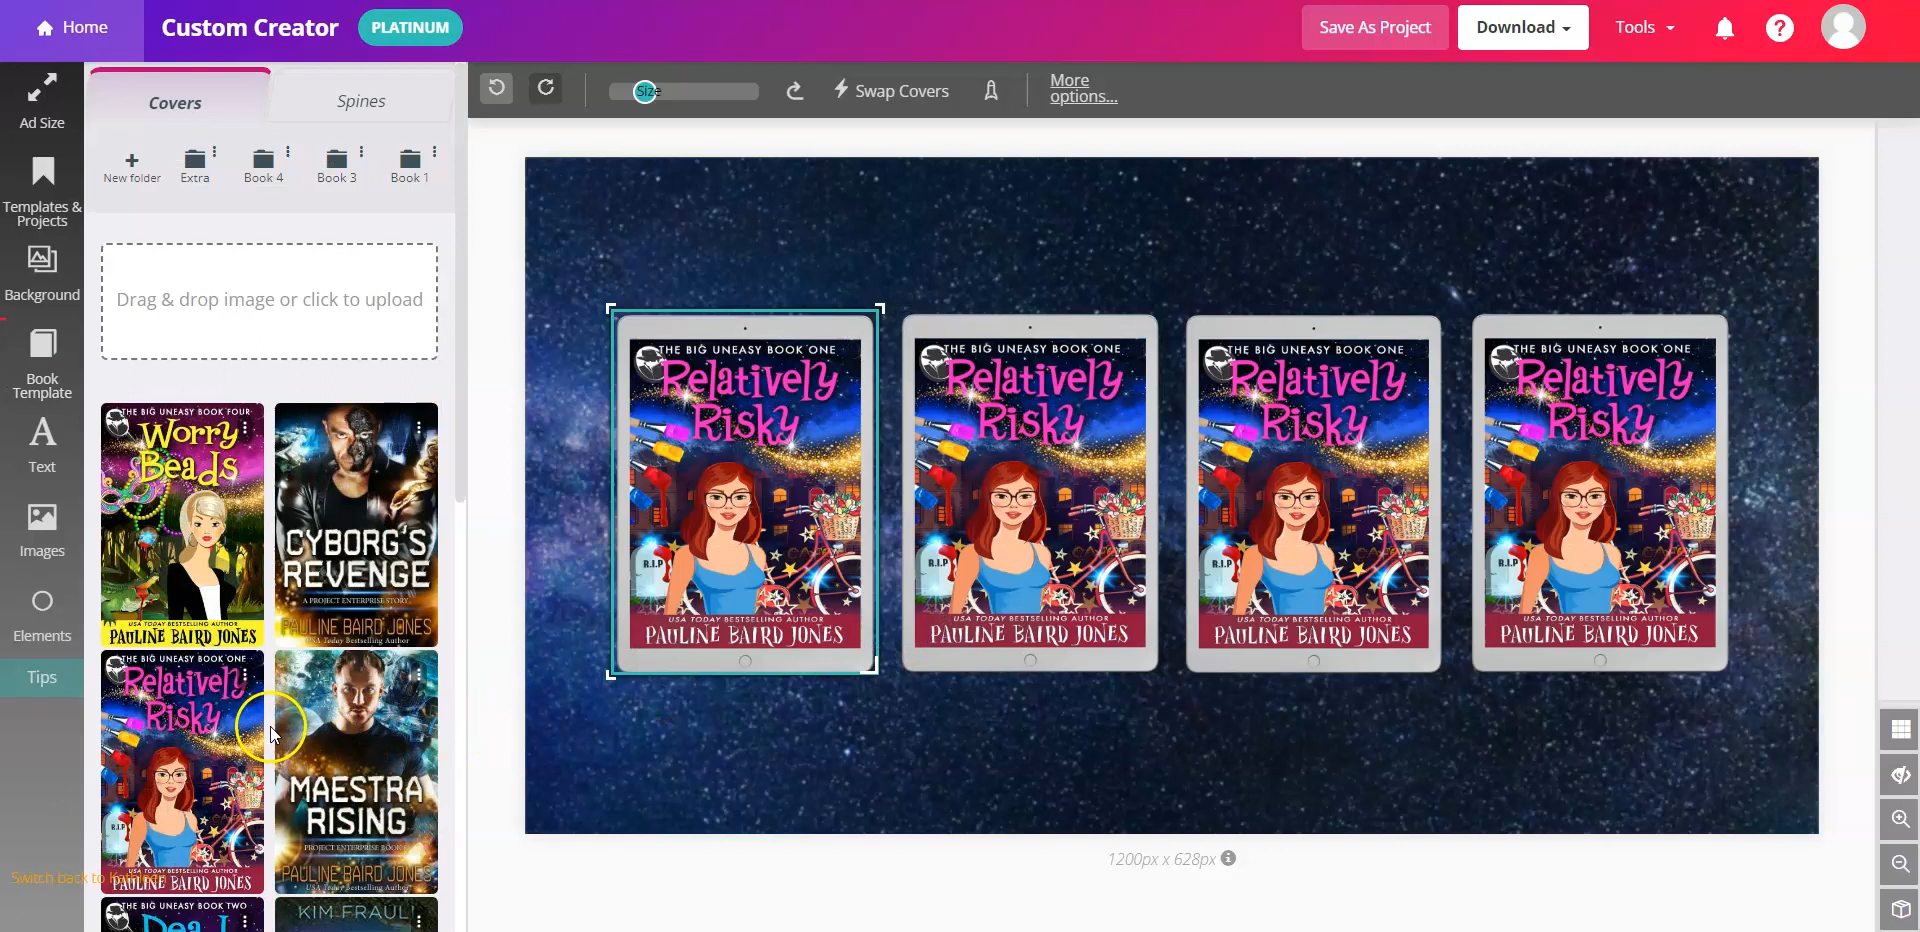 Home
Custom Creator
PLATINUM
Save As Project
Download
Tools
?
Ad Size
Templates &
Projects
Background
Book
Template
Text
Images
Elements
Tips
Switch back to
Covers
Spines
New folder
Extra
Book 4
Book 3
Book 1
Drag & drop image or click to upload
THE BIG UNEASY BOOK FOUR
Worry
Beads
PAULINE BAIRD JONES
CYBORG'S
REVENGE
A PROJECT ENTERPRISE STORY
PAULINE BAIRD JONES
USA Today Bestselling Author
THE BIG UNEASY BOOK ONE
Relatively
Risky
R.I.P
USA TODAY BESTSELLING AUTHOR
PAULINE BAIRD JONES
MAESTRA
RISING
PROJECT ENTERPRISE BOOK
PAULINE BAIRD JONES
USA Today Bestselling Author
THE BIG UNEASY BOOK TWO
KIM FRAULI
Size
Swap Covers
More
options...
THE BIG UNEASY BOOK ONE
Relatively
Risky
R.I.P
USA TODAY BESTSELLING AUTHOR
PAULINE BAIRD JONES
THE BIG UNEASY BOOK ONE
Relatively
Risky
R.I.P
USA TODAY BESTSELLING AUTHOR
PAULINE BAIRD JONES
THE BIG UNEASY BOOK ONE
Relatively
Risky
R.I.P
USA TODAY BESTSELLING AUTHOR
PAULINE BAIRD JONES
THE BIG UNEASY BOOK ONE
Relatively
Risky
R.I.P
USA TODAY BESTSELLING AUTHOR
PAULINE BAIRD JONES
1200px x 628px